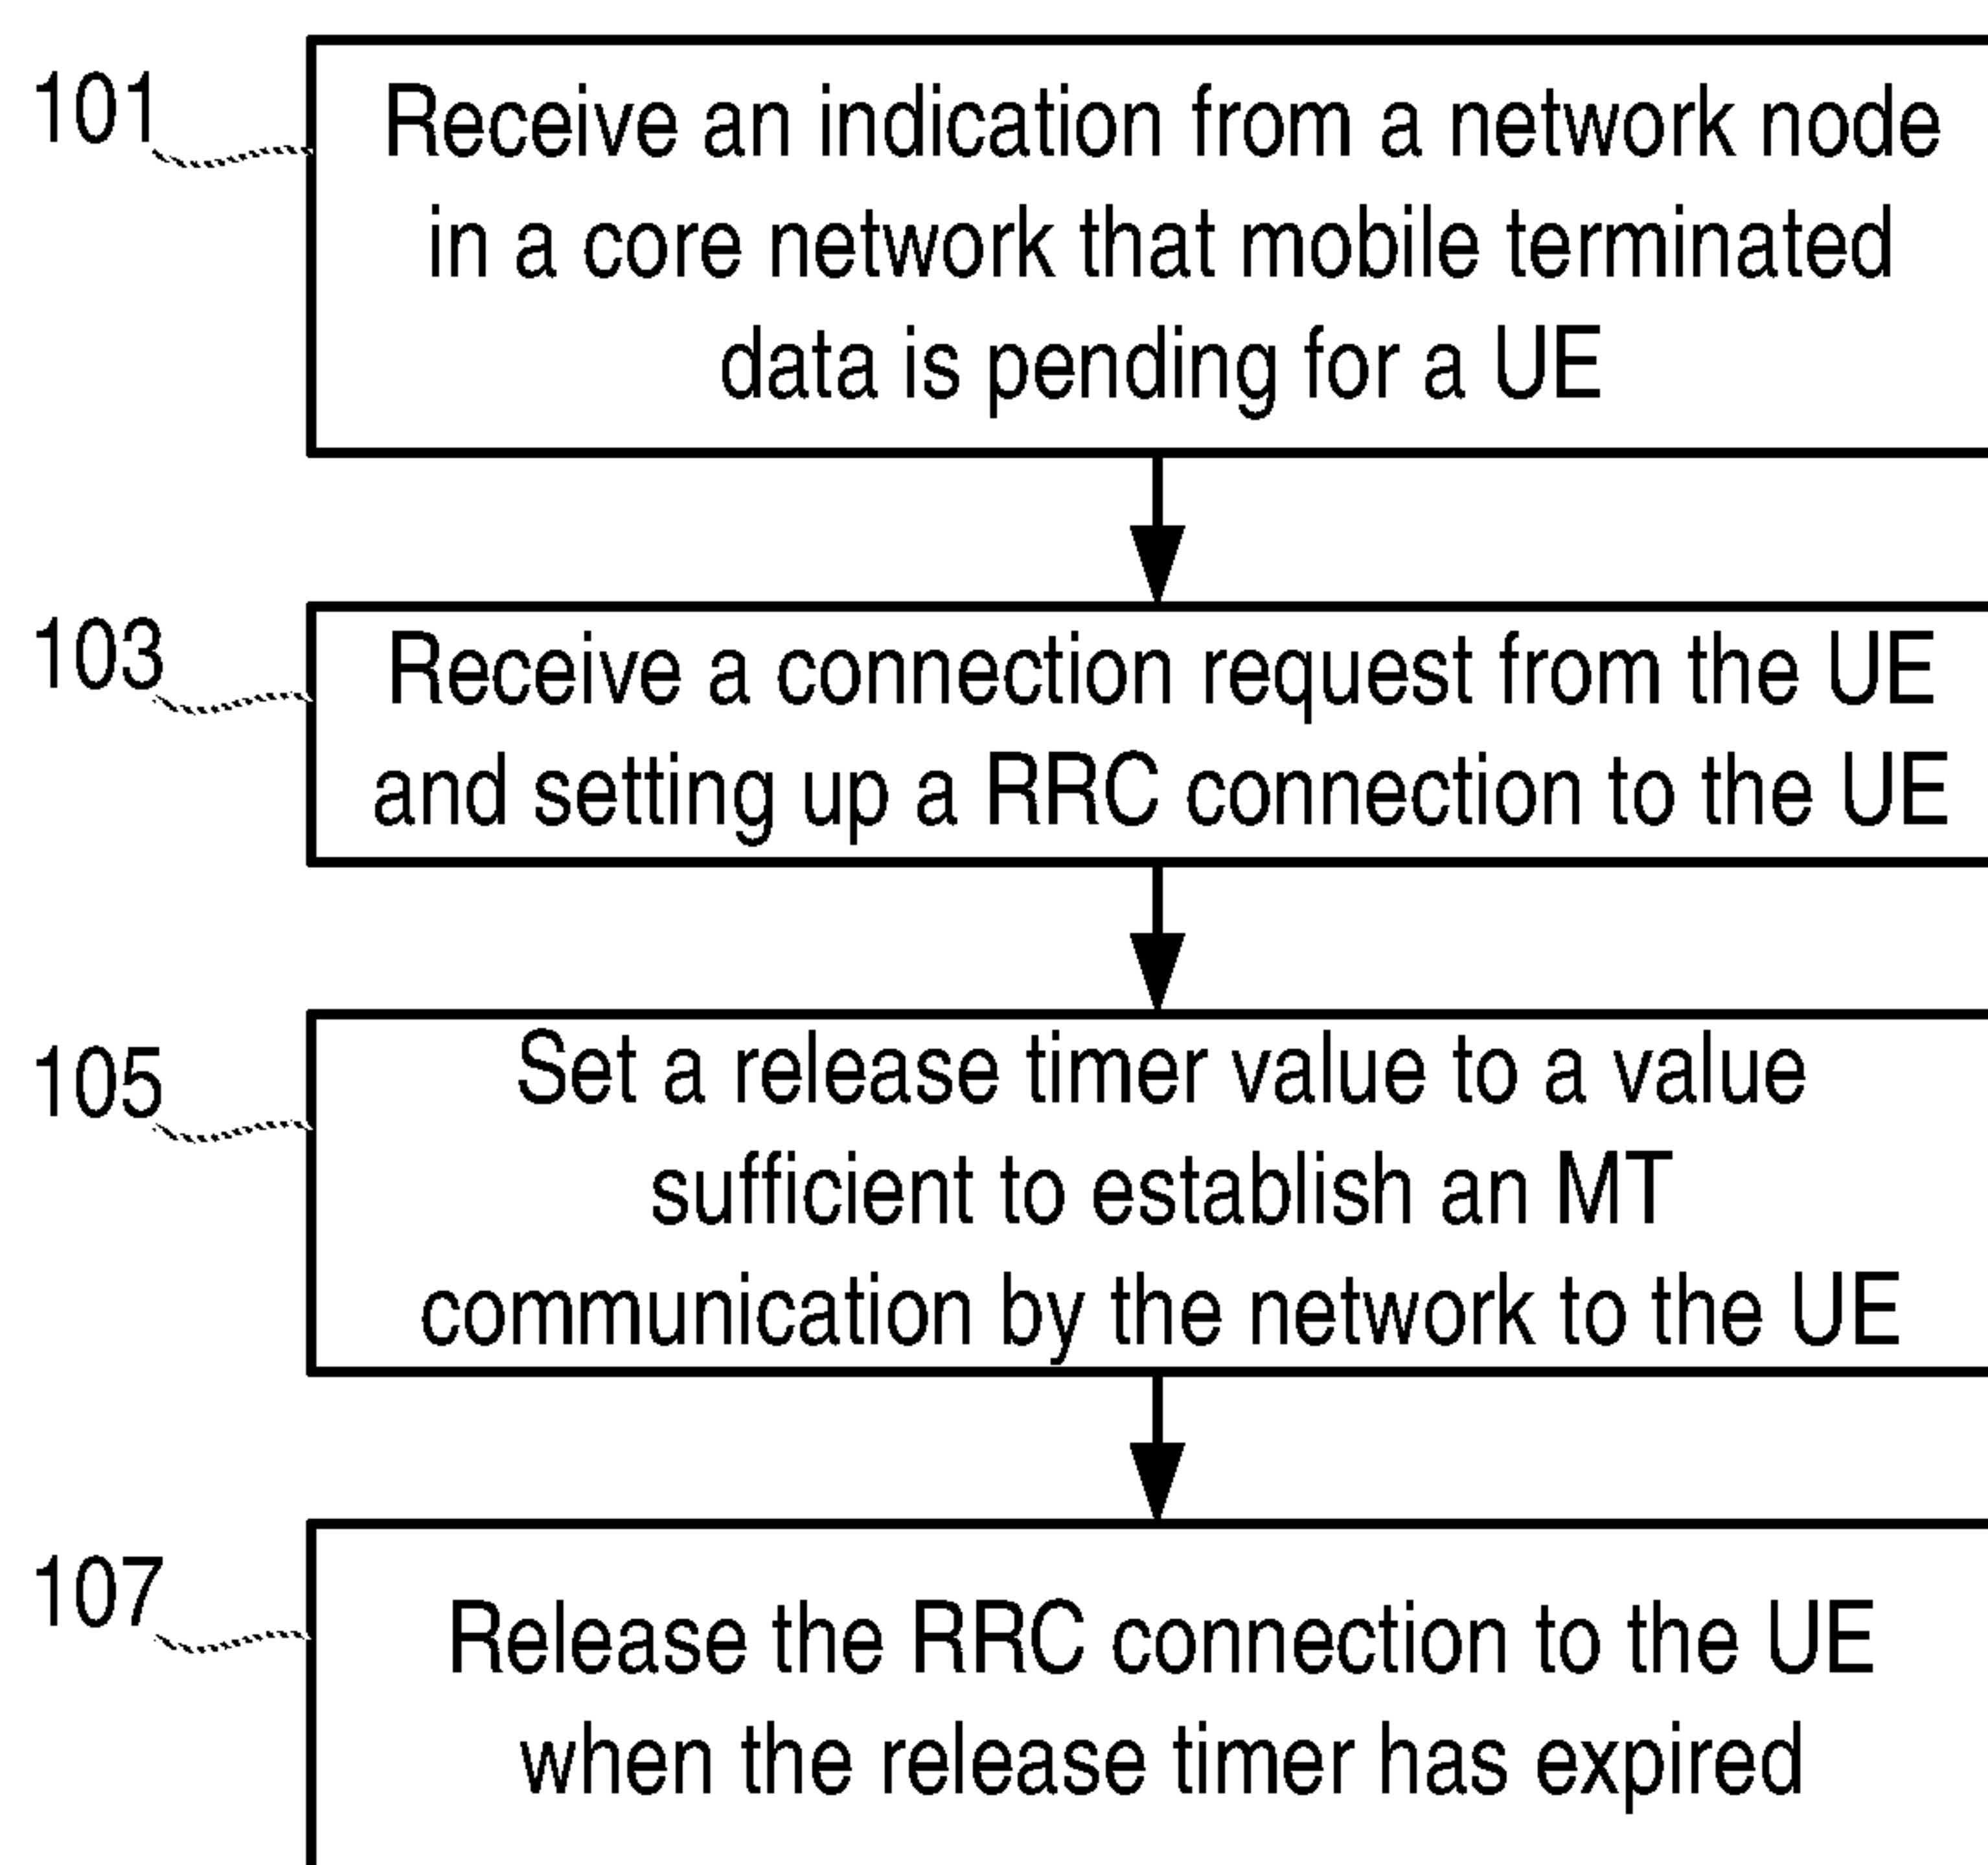 101
Receive an indication from a network node
in a core network that mobile terminated
data is pending for a UE
103
Receive a connection request from the UE
and setting up a RRC connection to the UE
105
Set a release timer value to a value
sufficient to establish an MT
communication by the network to the UE
107
Release the RRC connection to the UE
when the release timer has expired